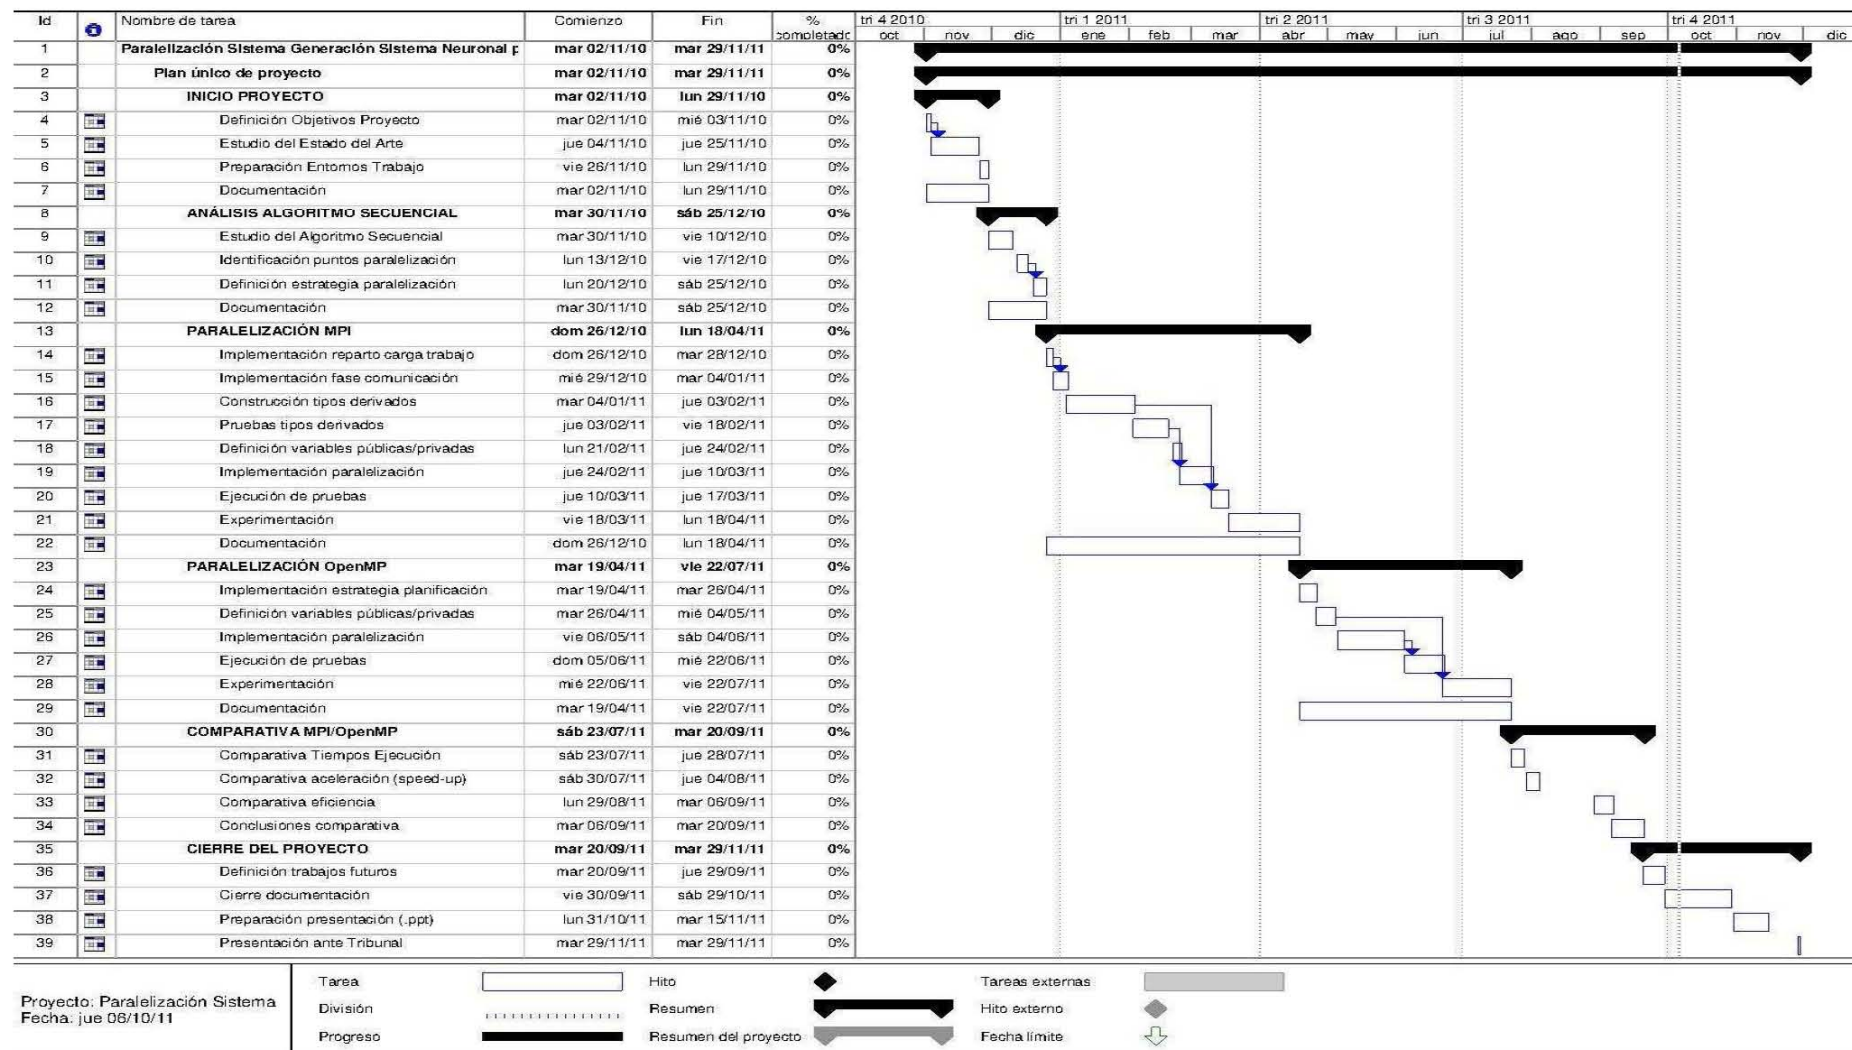 Id Nombre de tarea Comienzo Fin % completado tri 4 2010 tri 1 2011 tri 2 2011 tri 3 2011 tri 4 2011
oct nov dic ene feb mar abr may jun jul ago sep oct nov dic
1 Paralelización Sistema Generación Sistema Neuronal p mar 02/11/10 mar 29/11/11 0%
2 Plan único de proyecto mar 02/11/10 mar 29/11/11 0%
3 INICIO PROYECTO mar 02/11/10 lun 29/11/10 0%
4 Definición Objetivos Proyecto mar 02/11/10 mié 03/11/10 0%
5 Estudio del Estado del Arte jue 04/11/10 jue 25/11/10 0%
6 Preparación Entornos Trabajo vie 26/11/10 lun 29/11/10 0%
7 Documentación mar 02/11/10 lun 29/11/10 0%
8 ANÁLISIS ALGORITMO SECUENCIAL mar 30/11/10 sáb 25/12/10 0%
9 Estudio del Algoritmo Secuencial mar 30/11/10 vie 10/12/10 0%
10 Identificación puntos paralelización lun 13/12/10 vie 17/12/10 0%
11 Definición estrategia paralelización lun 20/12/10 sáb 25/12/10 0%
12 Documentación mar 30/11/10 sáb 25/12/10 0%
13 PARALELIZACIÓN MPI dom 26/12/10 lun 18/04/11 0%
14 Implementación reparto carga trabajo dom 26/12/10 mar 28/12/10 0%
15 Implementación fase comunicación mié 29/12/10 mar 04/01/11 0%
16 Construcción tipos derivados mar 04/01/11 jue 03/02/11 0%
17 Pruebas tipos derivados jue 03/02/11 vie 18/02/11 0%
18 Definición variables públicas/privadas lun 21/02/11 jue 24/02/11 0%
19 Implementación paralelización jue 24/02/11 jue 10/03/11 0%
20 Ejecución de pruebas jue 10/03/11 jue 17/03/11 0%
21 Experimentación vie 18/03/11 lun 18/04/11 0%
22 Documentación dom 26/12/10 lun 18/04/11 0%
23 PARALELIZACIÓN OpenMP mar 19/04/11 vie 22/07/11 0%
24 Implementación estrategia planificación mar 19/04/11 mar 26/04/11 0%
25 Definición variables públicas/privadas mar 26/04/11 mié 04/05/11 0%
26 Implementación paralelización vie 06/05/11 sáb 04/06/11 0%
27 Ejecución de pruebas dom 05/06/11 mié 22/06/11 0%
28 Experimentación mié 22/06/11 vie 22/07/11 0%
29 Documentación mar 19/04/11 vie 22/07/11 0%
30 COMPARATIVA MPI/OpenMP sáb 23/07/11 mar 20/09/11 0%
31 Comparativa Tiempos Ejecución sáb 23/07/11 jue 28/07/11 0%
32 Comparativa aceleración (speed-up) sáb 30/07/11 jue 04/08/11 0%
33 Comparativa eficiencia lun 29/08/11 mar 06/09/11 0%
34 Conclusiones comparativa mar 06/09/11 mar 20/09/11 0%
35 CIERRE DEL PROYECTO mar 20/09/11 mar 29/11/11 0%
36 Definición trabajos futuros mar 20/09/11 jue 29/09/11 0%
37 Cierre documentación vie 30/09/11 sáb 29/10/11 0%
38 Preparación presentación (.ppt) lun 31/10/11 mar 15/11/11 0%
39 Presentación ante Tribunal mar 29/11/11 mar 29/11/11 0%
Proyecto: Paralelización Sistema
Fecha: jue 06/10/11
Tarea Hito Tareas externas
División Resumen Hito externo
Progreso Resumen del proyecto Fecha límite